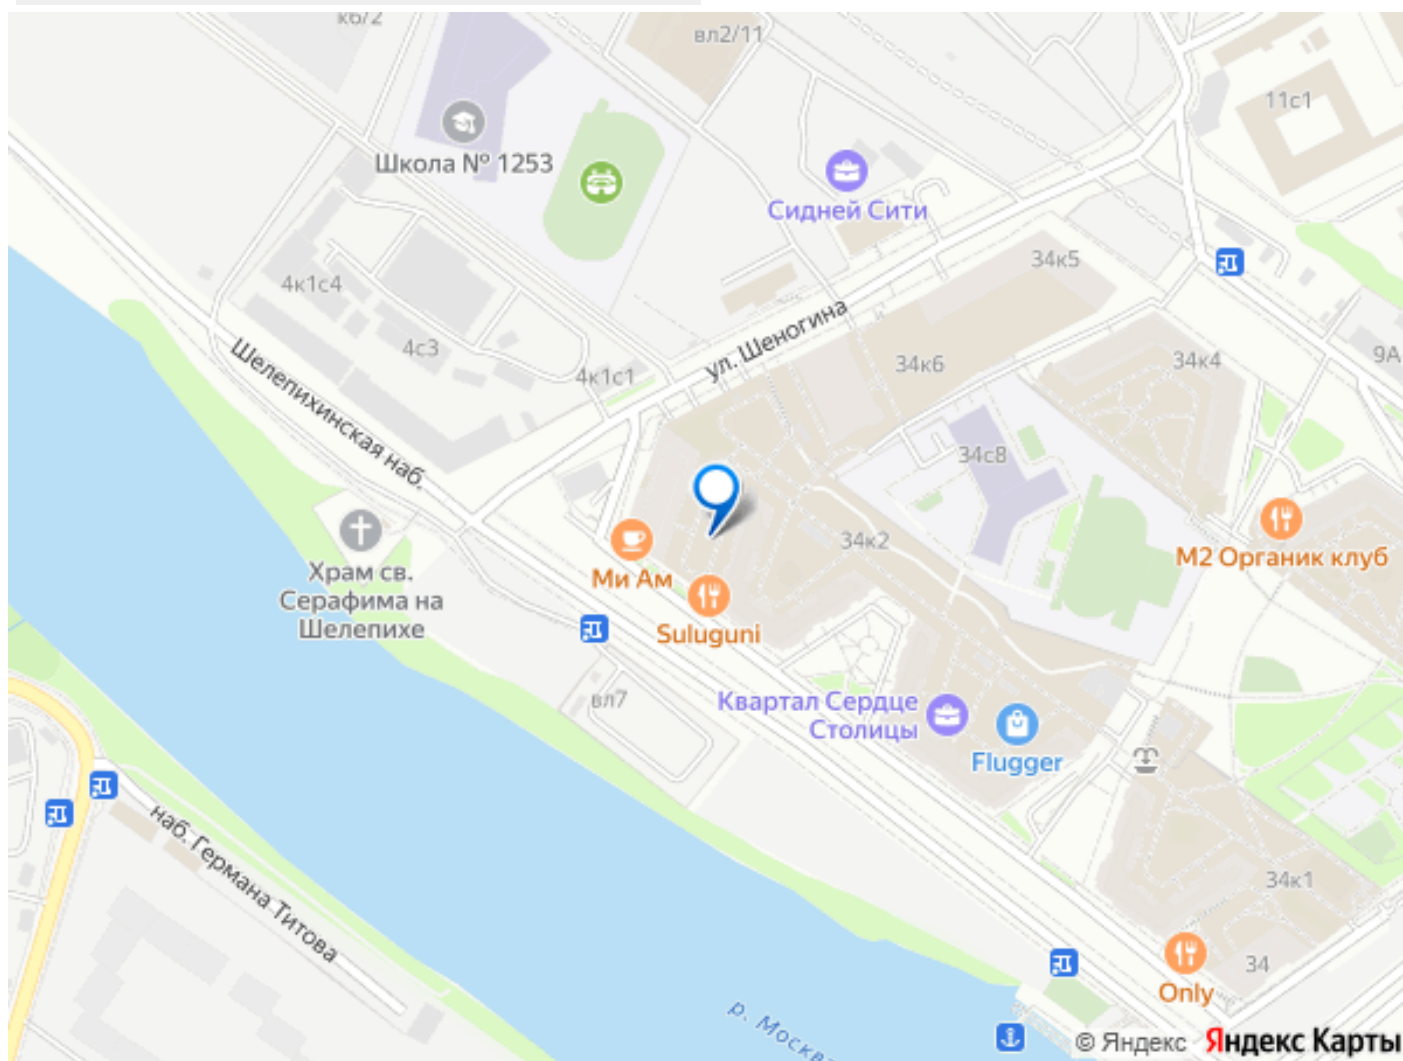 к6/2
вл2/11
11с1
Школа № 1253
Сидней Сити
34к5
4к1с4
ул. Шеногина
4с3
Шелепихинская наб.
4к1с1
34к6
34к4
9А
34с8
34к2
М2 Органик клуб
Ми Ам
Храм св.
Серафима на
Шелепихе
Suluguni
вл7
Квартал Сердце
Столицы
Flugger
наб. Германа Титова
34к1
34
Only
р. Москва
© Яндекс Яндекс Карты